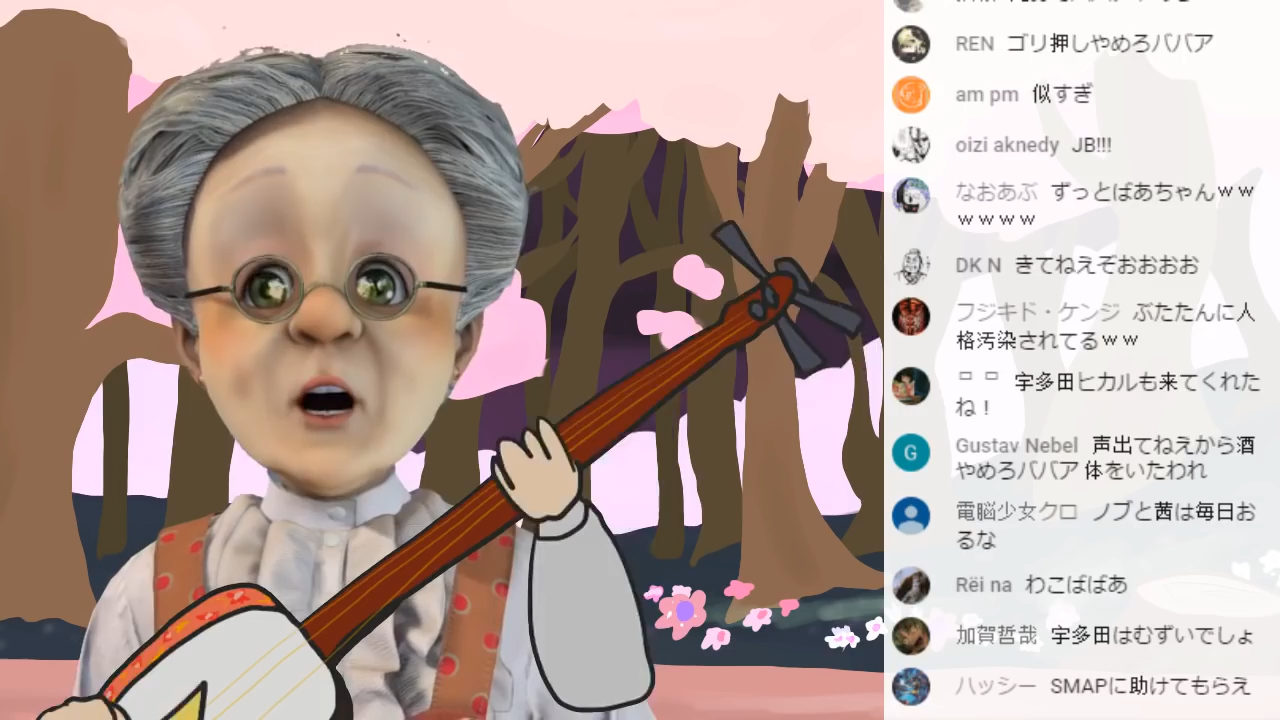 REN ゴリ押しやめろババア
am pm 似すぎ
oizi aknedy JB!!!
なおあぶ ずっとばあちゃんｗｗ
ｗｗｗｗ
DK N きてねえぞおおおお
フジキド・ケンジ ぶたたんに人
格汚染されてるｗｗ
宇多田ヒカルも来てくれた
ね！
G
Gustav Nebel 声出てねえから酒
やめろババア 体をいたわれ
電脳少女クロ ノブと茜は毎日お
るな
Rëi na わこばばあ
加賀哲哉 宇多田はむずいでしょ
ハッシー SMAPに助けてもらえ